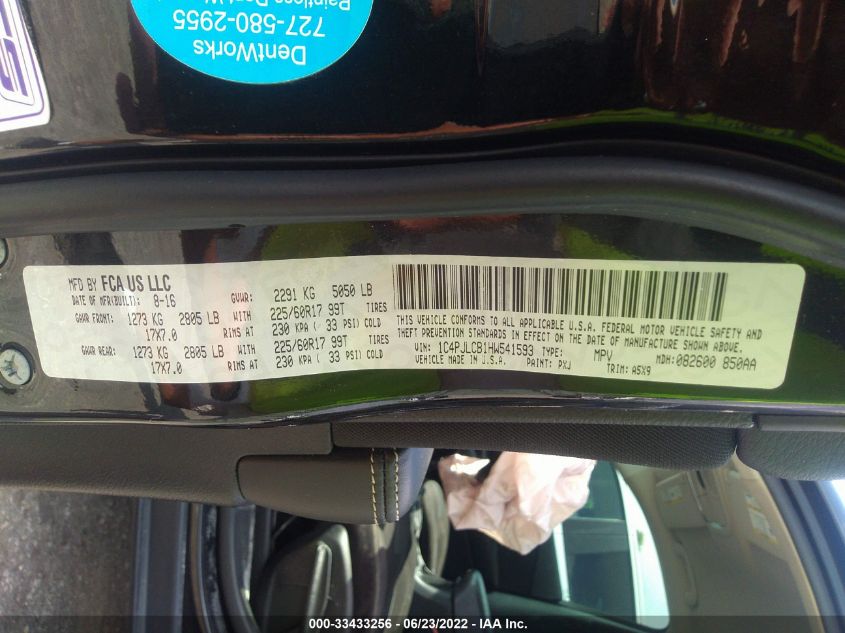 DentWorks
727-580-2955
MFD BY FCA US LLC
DATE OF MFR(BUILT): 8-16 GVWR: 2291 KG 5050 LB
GAWR FRONT: 1273 KG 2805 LB WITH 225/60R17 99T TIRES
17X7.0 RIMS AT 230 KPA ( 33 PSI) COLD
GAWR REAR: 1273 KG 2805 LB WITH 225/60R17 99T TIRES
17X7.0 RIMS AT 230 KPA ( 33 PSI) COLD
THIS VEHICLE CONFORMS TO ALL APPLICABLE U.S.A. FEDERAL MOTOR VEHICLE SAFETY AND
THEFT PREVENTION STANDARDS IN EFFECT ON THE DATE OF MANUFACTURE SHOWN ABOVE.
VIN: 1C4PJLCB1HW541593 TYPE: MPV MDH: 082600 850AA
VEHICLE MADE IN U.S.A. PAINT: PXJ TRIM: A5X9
000-33433256 - 06/23/2022 - IAA Inc.